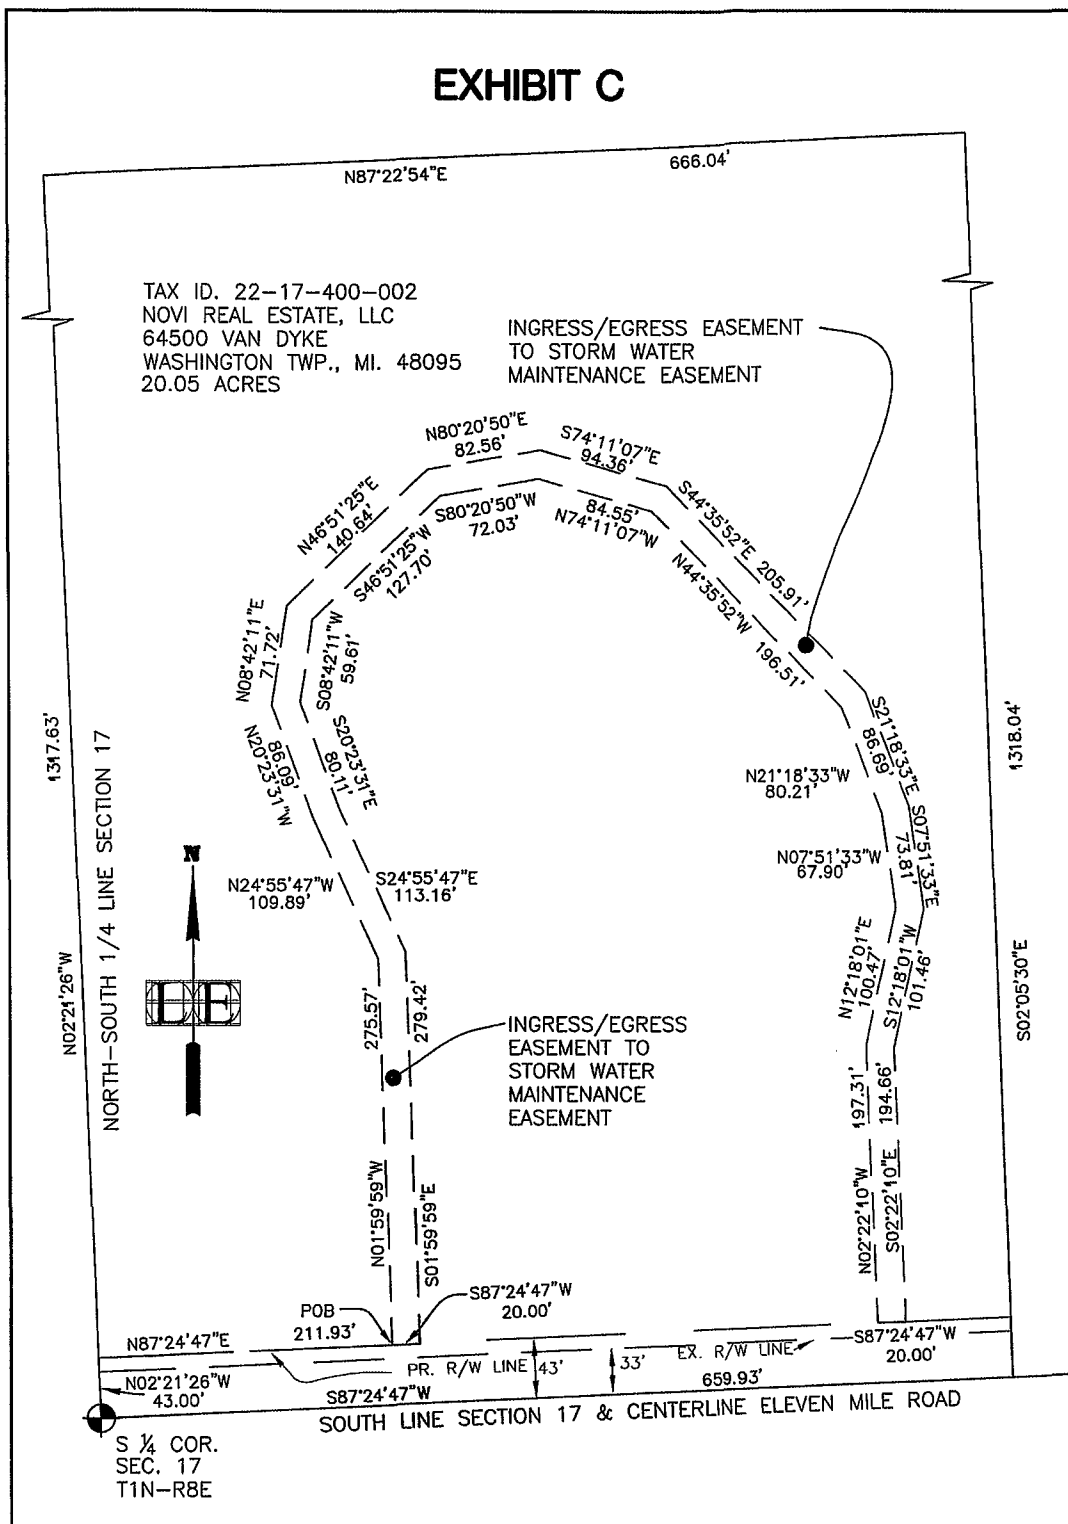 EXHIBIT C
N87°22'54"E
666.04'
TAX ID. 22-17-400-002
NOVI REAL ESTATE, LLC
64500 VAN DYKE
WASHINGTON TWP., MI. 48095
20.05 ACRES
INGRESS/EGRESS EASEMENT
TO STORM WATER
MAINTENANCE EASEMENT
N80°20'50"E
82.56'
S74°11'07"E
94.36'
N46°51'25"E
140.64'
S80°20'50"W
72.03'
84.55'
N74°11'07"W
S44°35'52"E 205.91'
S46°51'25"W
127.70'
N44°35'52"W 196.51'
N08°42'11"E
71.72'
S08°42'11"W
59.61'
N20°23'31"W
86.09'
S20°23'31"E
80.11'
S21°18'33"E
86.69'
N21°18'33"W
80.21'
S07°51'33"E
73.81'
N07°51'33"W
67.90'
1317.63'
NORTH-SOUTH 1/4 LINE SECTION 17
N02°21'26"W
1318.04'
S02°05'30"E
N
LE
N24°55'47"W
109.89'
S24°55'47"E
113.16'
N12°18'01"E
100.47'
S12°18'01"W
101.46'
275.57'
279.42'
INGRESS/EGRESS
EASEMENT TO
STORM WATER
MAINTENANCE
EASEMENT
197.31'
194.66'
N01°59'59"W
S01°59'59"E
N02°22'10"W
S02°22'10"E
S87°24'47"W
20.00'
POB
211.93'
N87°24'47"E
PR. R/W LINE
43'
33'
EX. R/W LINE
S87°24'47"W
20.00'
N02°21'26"W
43.00'
S87°24'47"W
659.93'
SOUTH LINE SECTION 17 & CENTERLINE ELEVEN MILE ROAD
S 1/4 COR.
SEC. 17
T1N-R8E